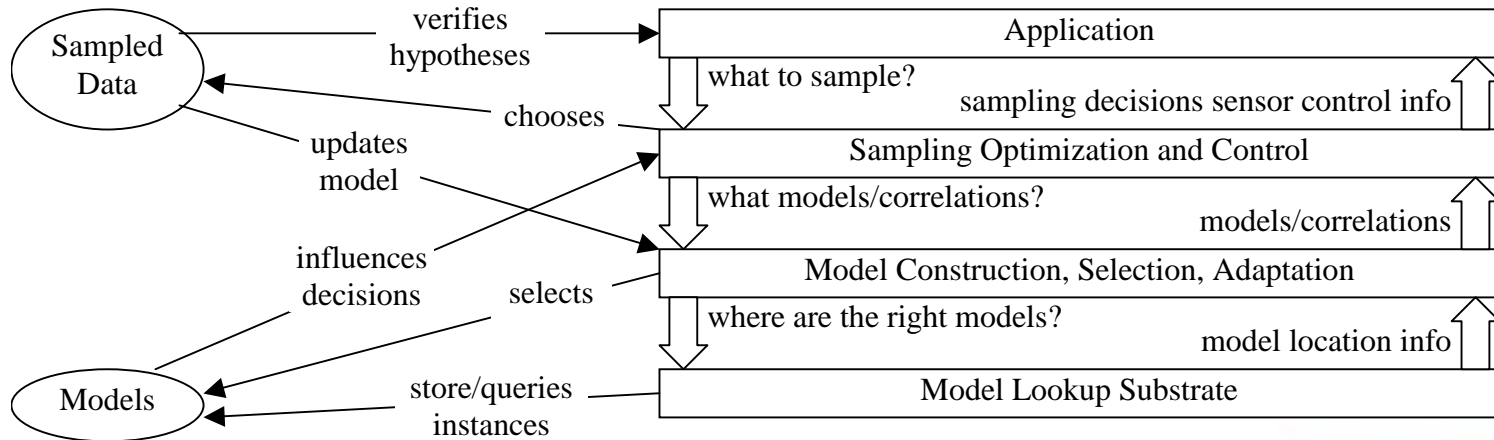 Sampled
Data
verifies
hypotheses
Application
what to sample?
sampling decisions sensor control info
chooses
Sampling Optimization and Control
updates
model
what models/correlations?
models/correlations
influences
decisions
Model Construction, Selection, Adaptation
selects
where are the right models?
model location info
Models
store/queries
instances
Model Lookup Substrate